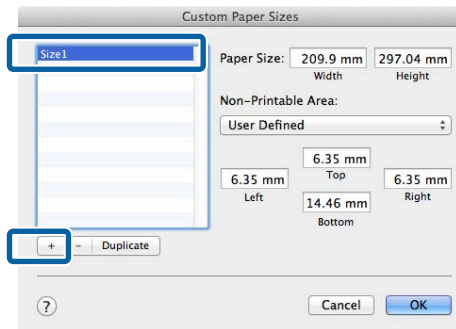 Custom Paper Sizes
Size1
Paper Size: 209.9 mm 297.04 mm
Width Height
Non-Printable Area:
User Defined
6.35 mm
Top
6.35 mm 6.35 mm
Left Right
14.46 mm
Bottom
+ - Duplicate
? Cancel OK